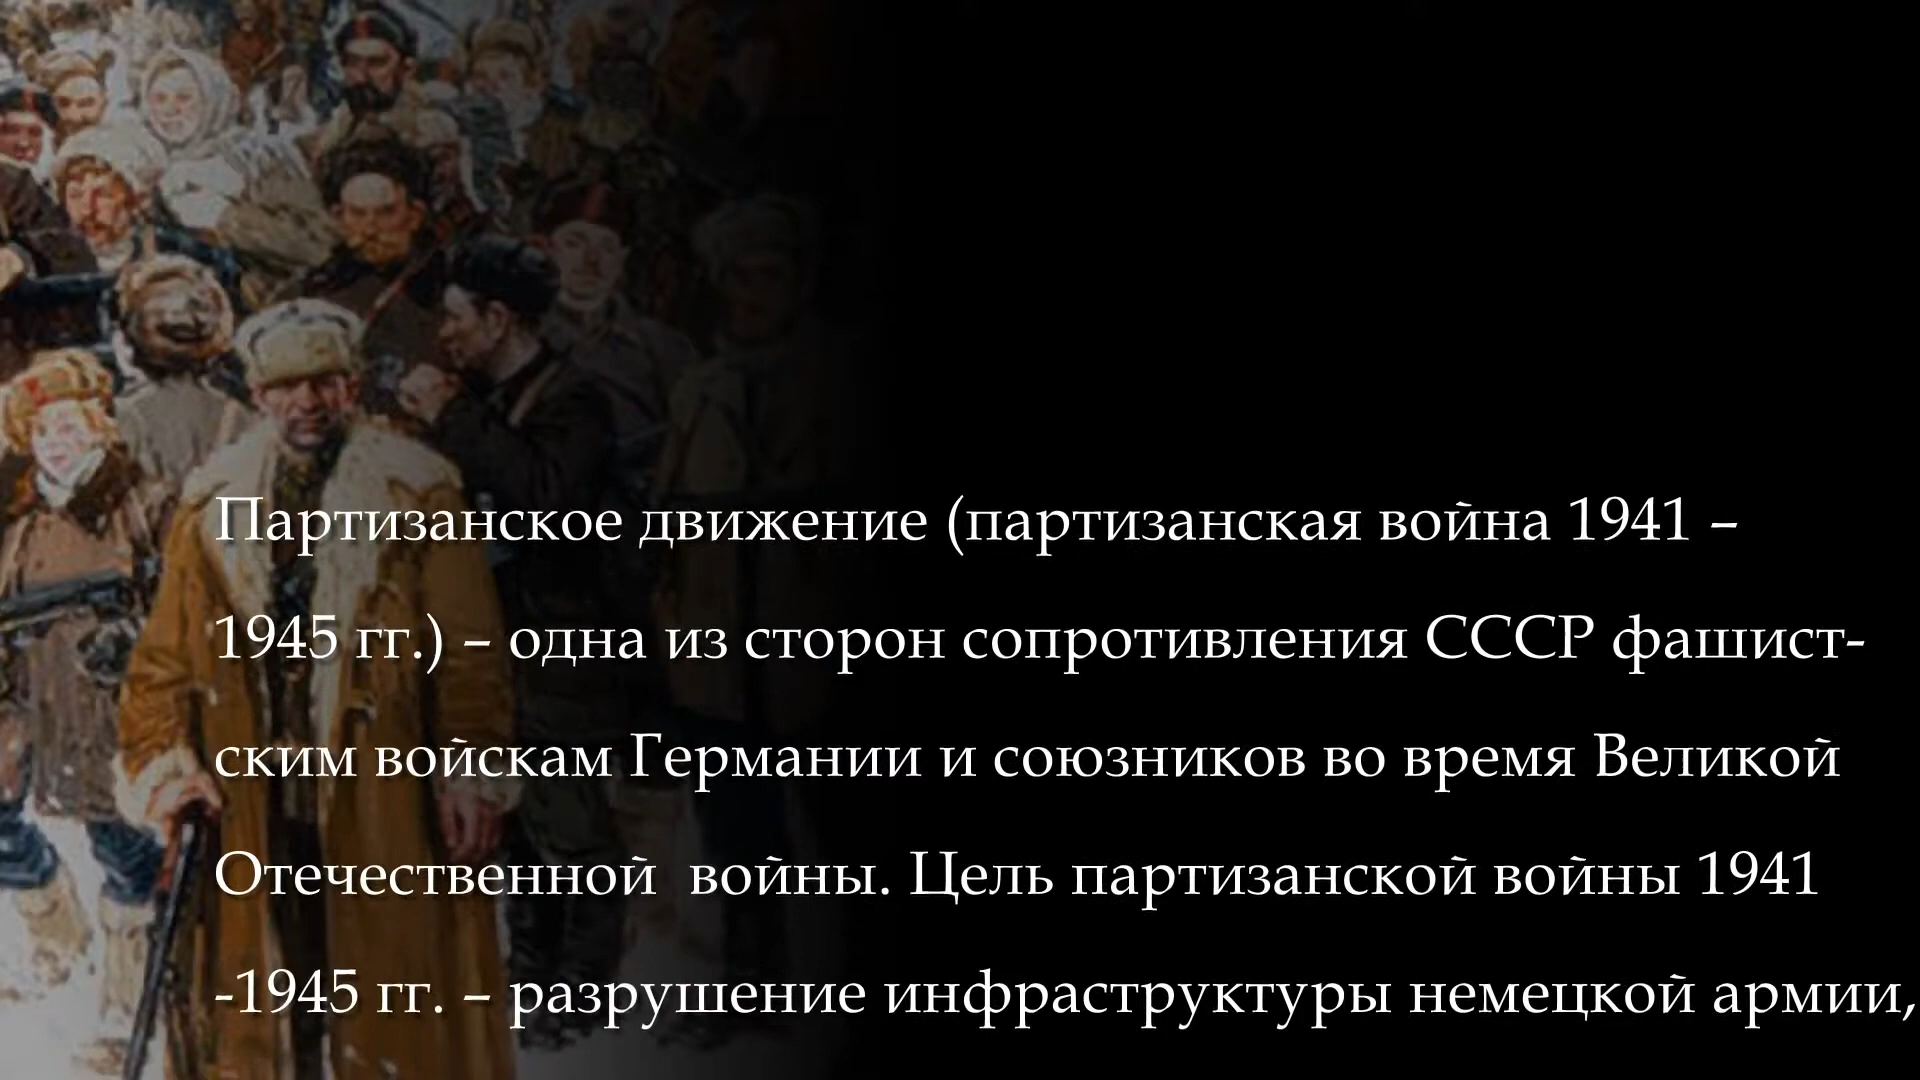 Партизанское движение (партизанская война 1941 –
1945 гг.) – одна из сторон сопротивления СССР фашист-
ским войскам Германии и союзников во время Великой
Отечественной  войны. Цель партизанской войны 1941
-1945 гг. – разрушение инфраструктуры немецкой армии,